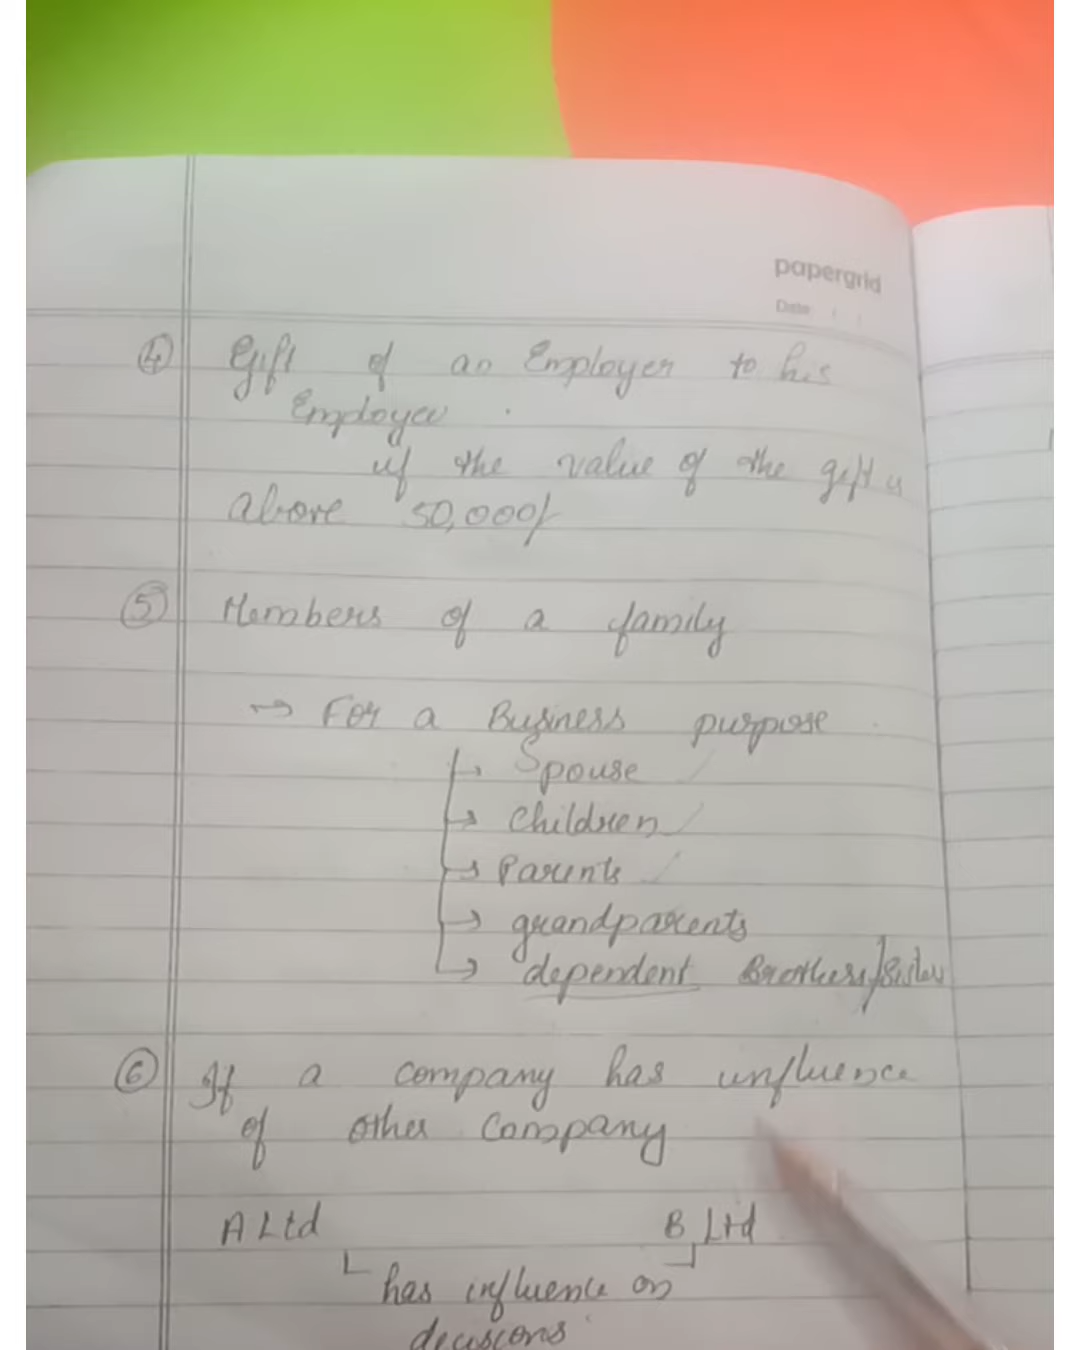 papergrid
Date
④ Gift of an Employer to his
Employee.
if the value of the gift is
above 50,000/-
⑤ Members of a family
→ For a Business purpose
→ Spouse
→ Children
→ Parents
→ grandparents
→ dependent Brothers/Sister
⑥ If a company has influence
of other Company
A Ltd B Ltd
has influence on
decisions